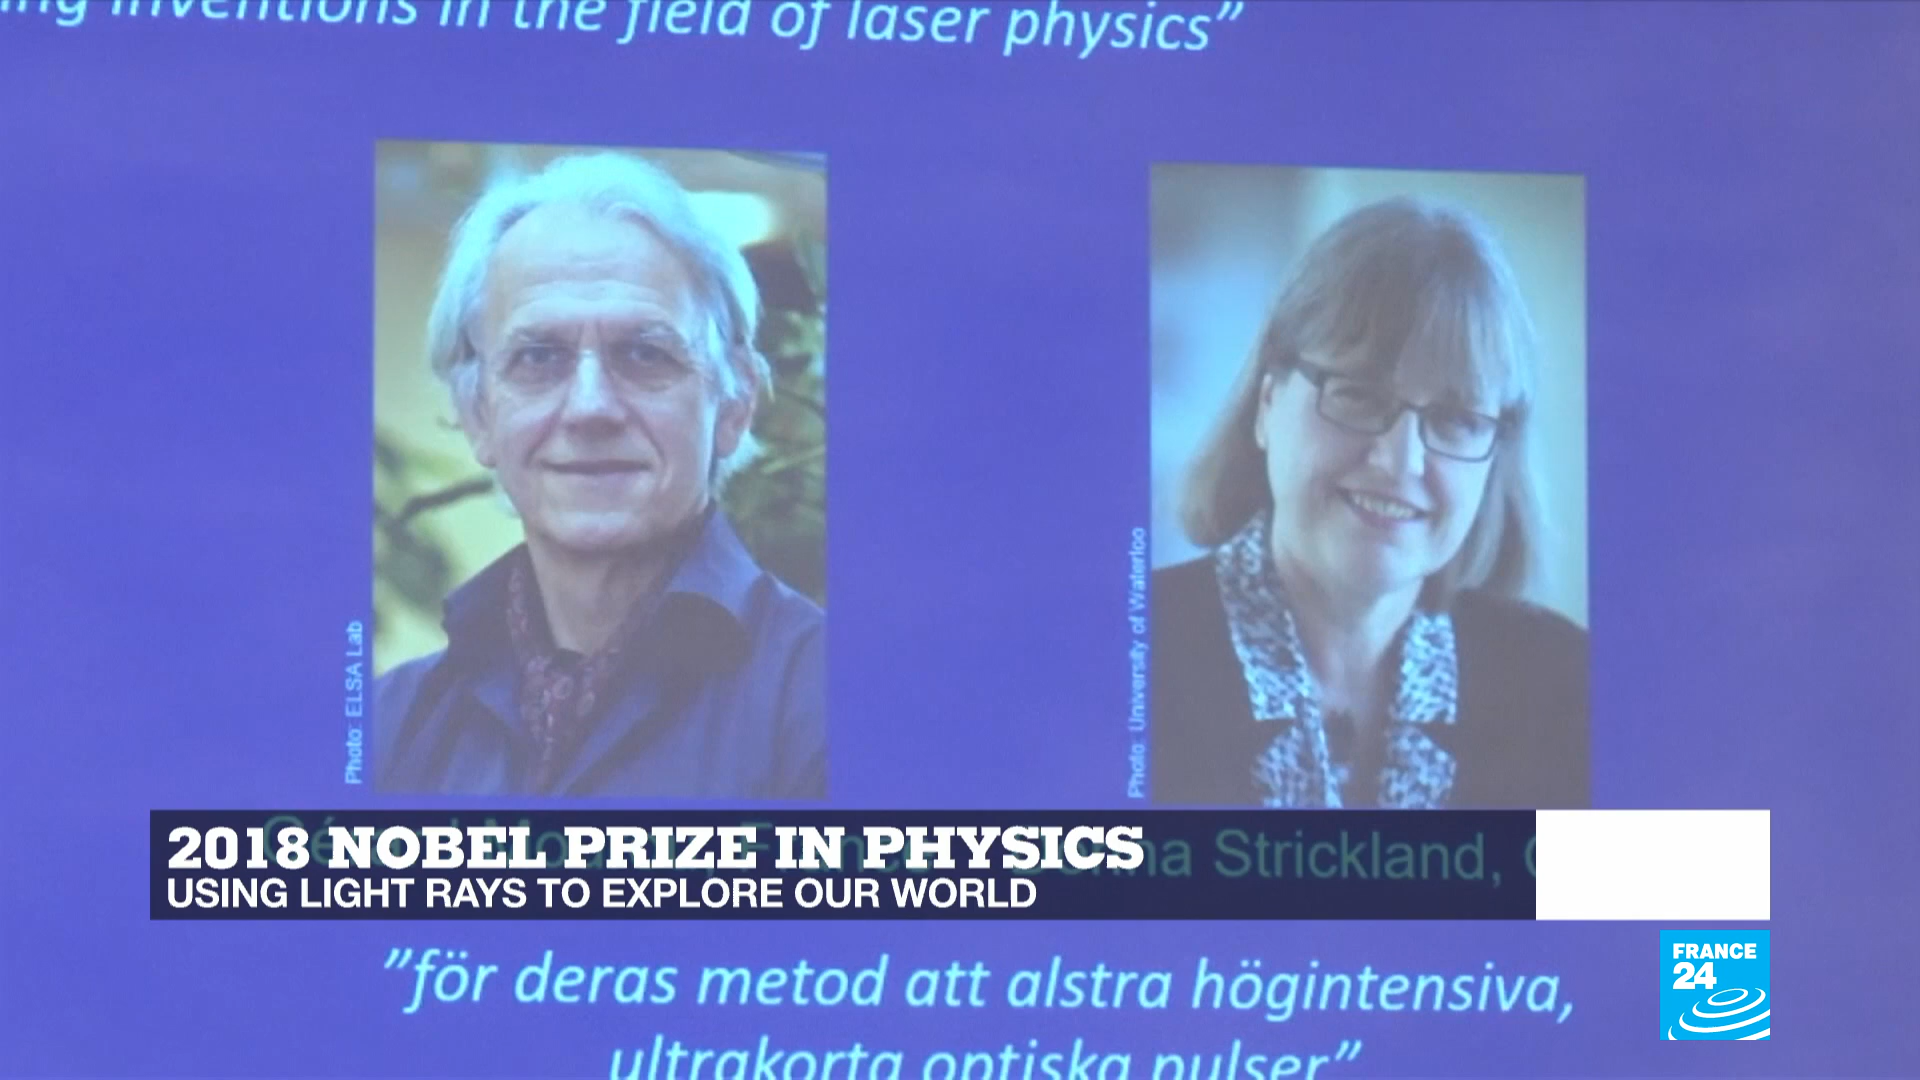 inventions in the field of laser physics”
Photo: ELSA Lab
Photo: University of Waterloo
2018 NOBEL PRIZE IN PHYSICS
Strickland,
USING LIGHT RAYS TO EXPLORE OUR WORLD
FRANCE
24
”för deras metod att alstra högintensiva,
ultrakorta optiska pulser”